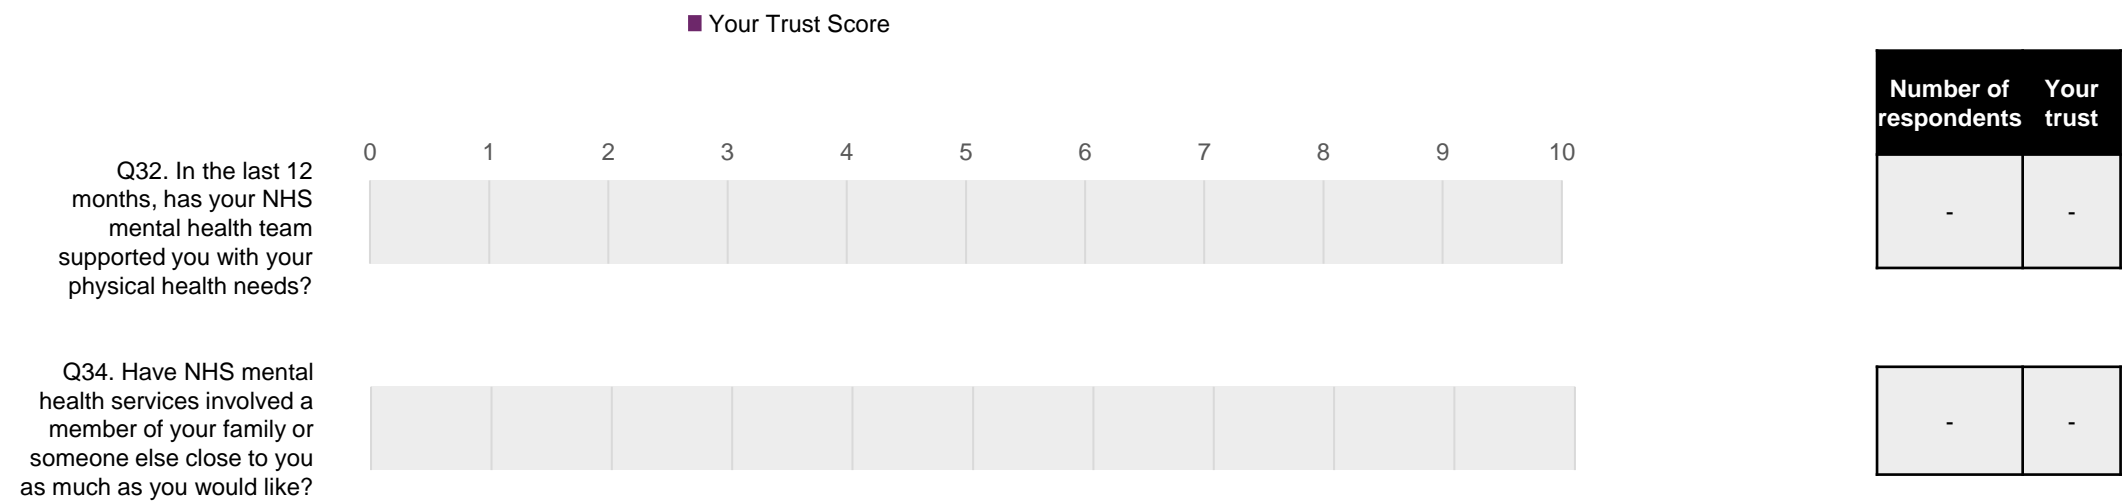 Your Trust Score
Number of Your
respondents trust
0 1 2 3 4 5 6 7 8 9 10
Q32. In the last 12
months, has your NHS
mental health team
supported you with your
physical health needs?
- -
Q34. Have NHS mental
health services involved a
member of your family or
someone else close to you
as much as you would like?
- -